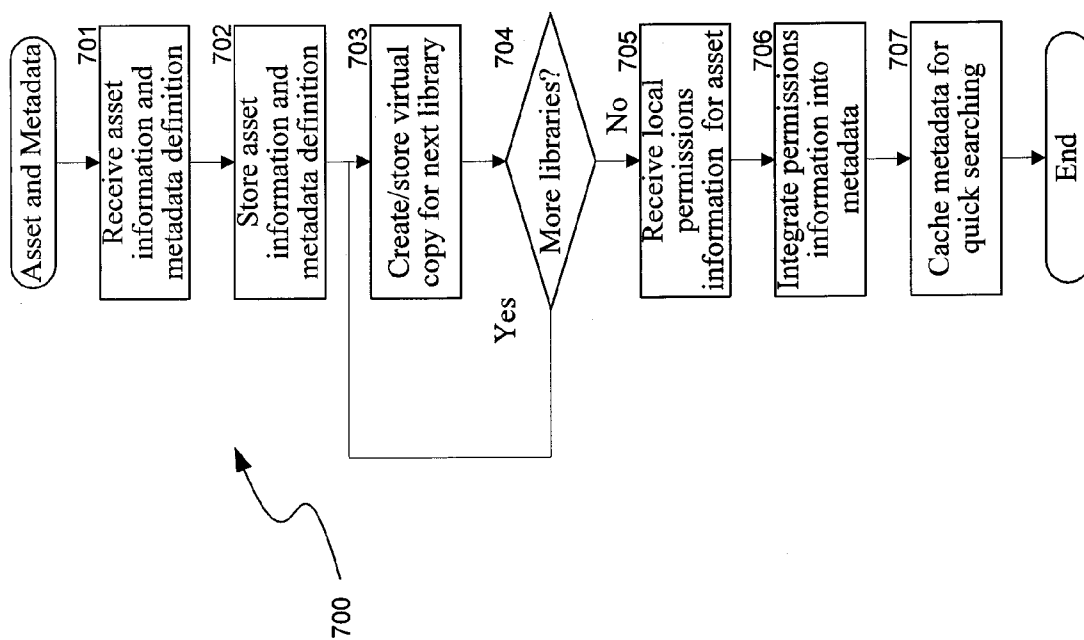 Asset and Metadata
701
Receive asset
information and
metadata definition
702
Store asset
information and
metadata definition
703
Create/store virtual
copy for next library
704
More libraries?
Yes
No
705
Receive local
permissions
information for asset
706
Integrate permissions
information into
metadata
707
Cache metadata for
quick searching
End
700